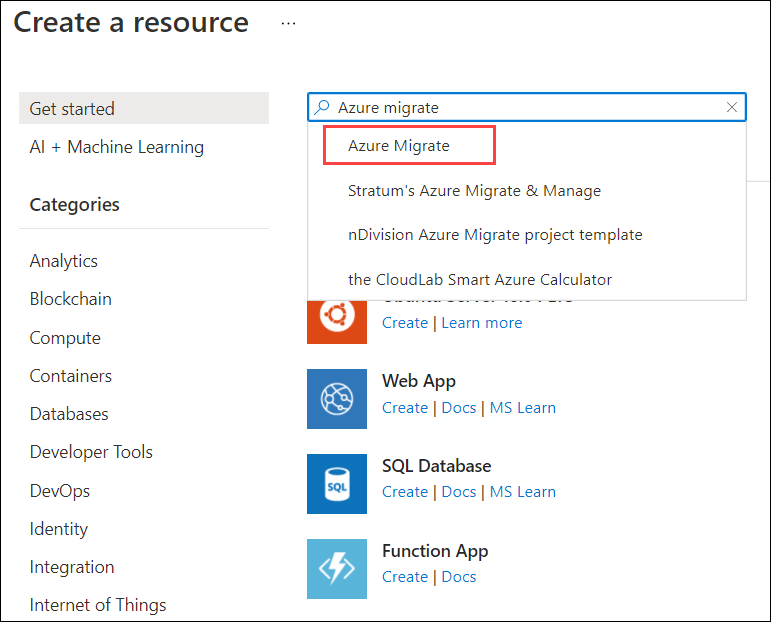 Create a resource ...
Get started
AI + Machine Learning
Categories
Analytics
Blockchain
Compute
Containers
Databases
Developer Tools
DevOps
Identity
Integration
Internet of Things
Azure migrate
Azure Migrate
Stratum's Azure Migrate & Manage
nDivision Azure Migrate project template
the CloudLab Smart Azure Calculator
Create | Learn more
Web App
Create | Docs | MS Learn
SQL
SQL Database
Create | Docs | MS Learn
Function App
Create | Docs